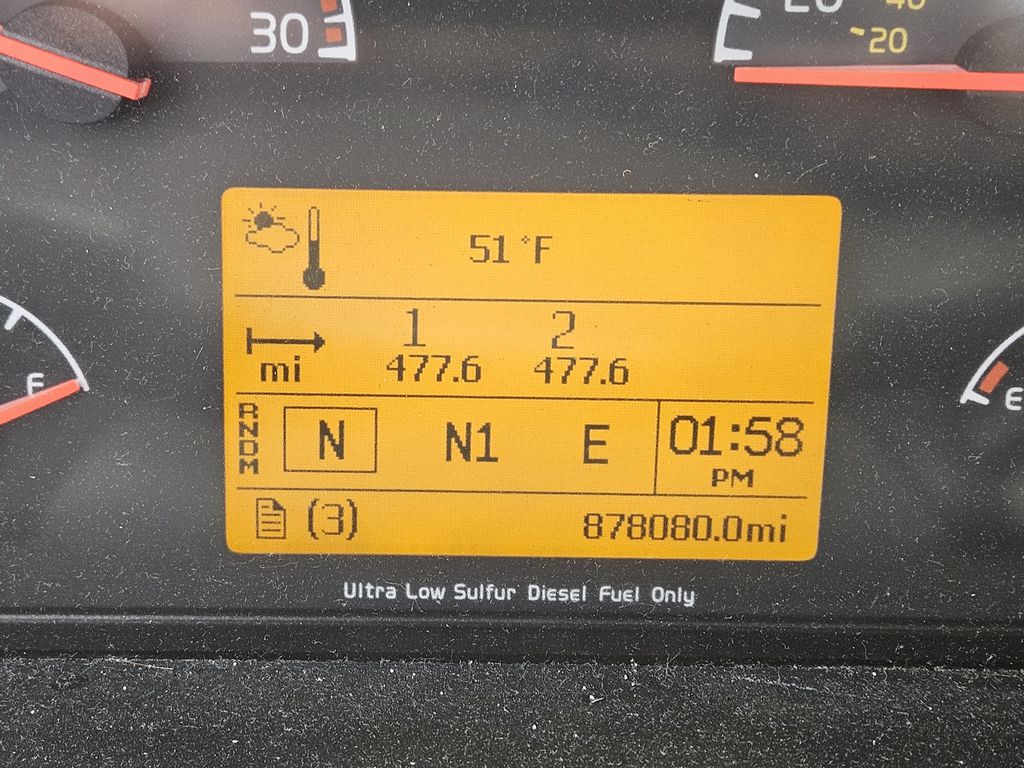 30
40
20
51 °F
1 2
mi 477.6 477.6
F
E
RNDM N N1 E 01:58
PM
(3) 878080.0mi
Ultra Low Sulfur Diesel Fuel Only